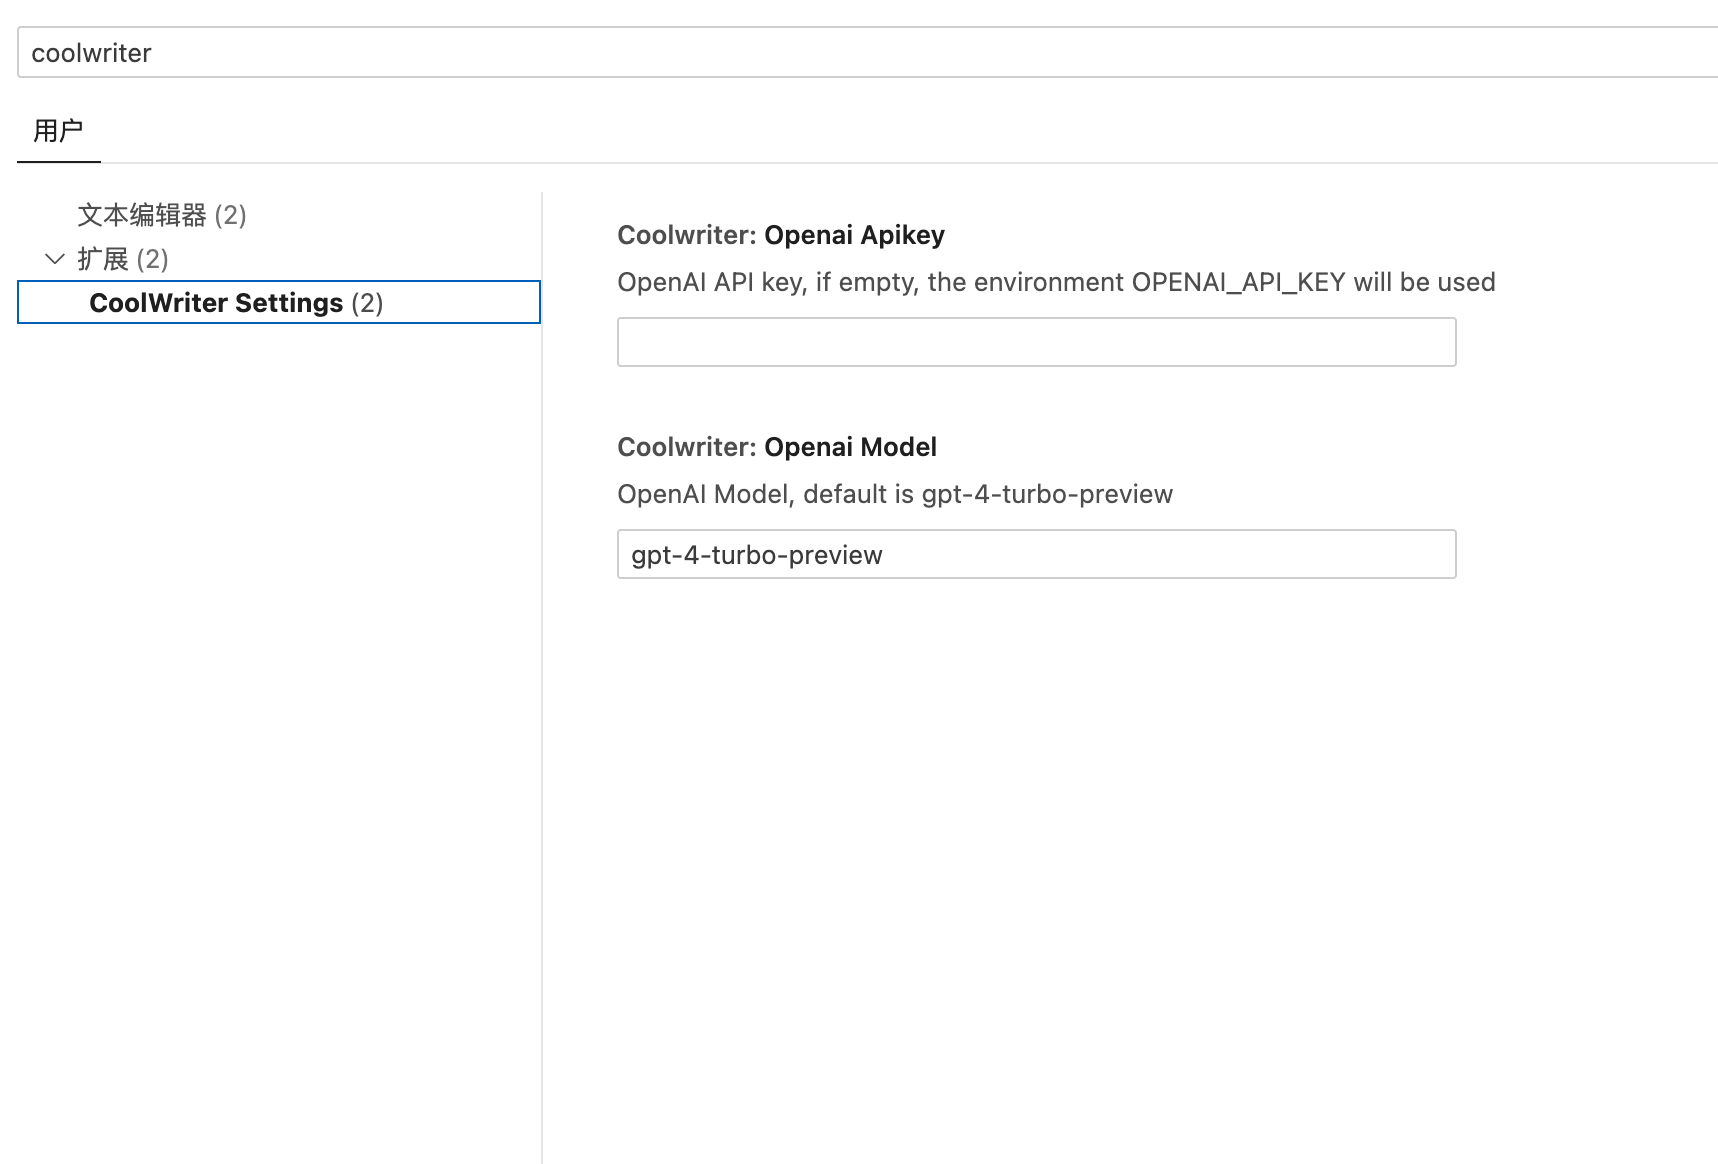 coolwriter
用户
文本编辑器 (2)
扩展 (2)
CoolWriter Settings (2)
Coolwriter: Openai Apikey
OpenAI API key, if empty, the environment OPENAI_API_KEY will be used
Coolwriter: Openai Model
OpenAI Model, default is gpt-4-turbo-preview
gpt-4-turbo-preview